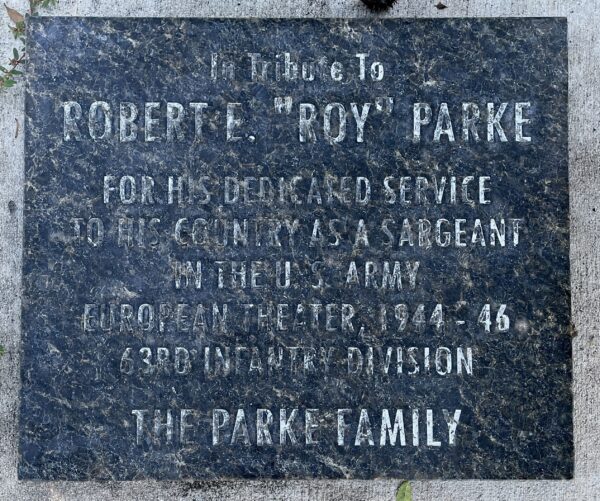 In Tribute To
ROBERT E. "ROY" PARKE
FOR HIS DEDICATED SERVICE
TO HIS COUNTRY AS A SARGEANT
IN THE U.S. ARMY
EUROPEAN THEATER, 1944 - 46
63RD INFANTRY DIVISION
THE PARKE FAMILY